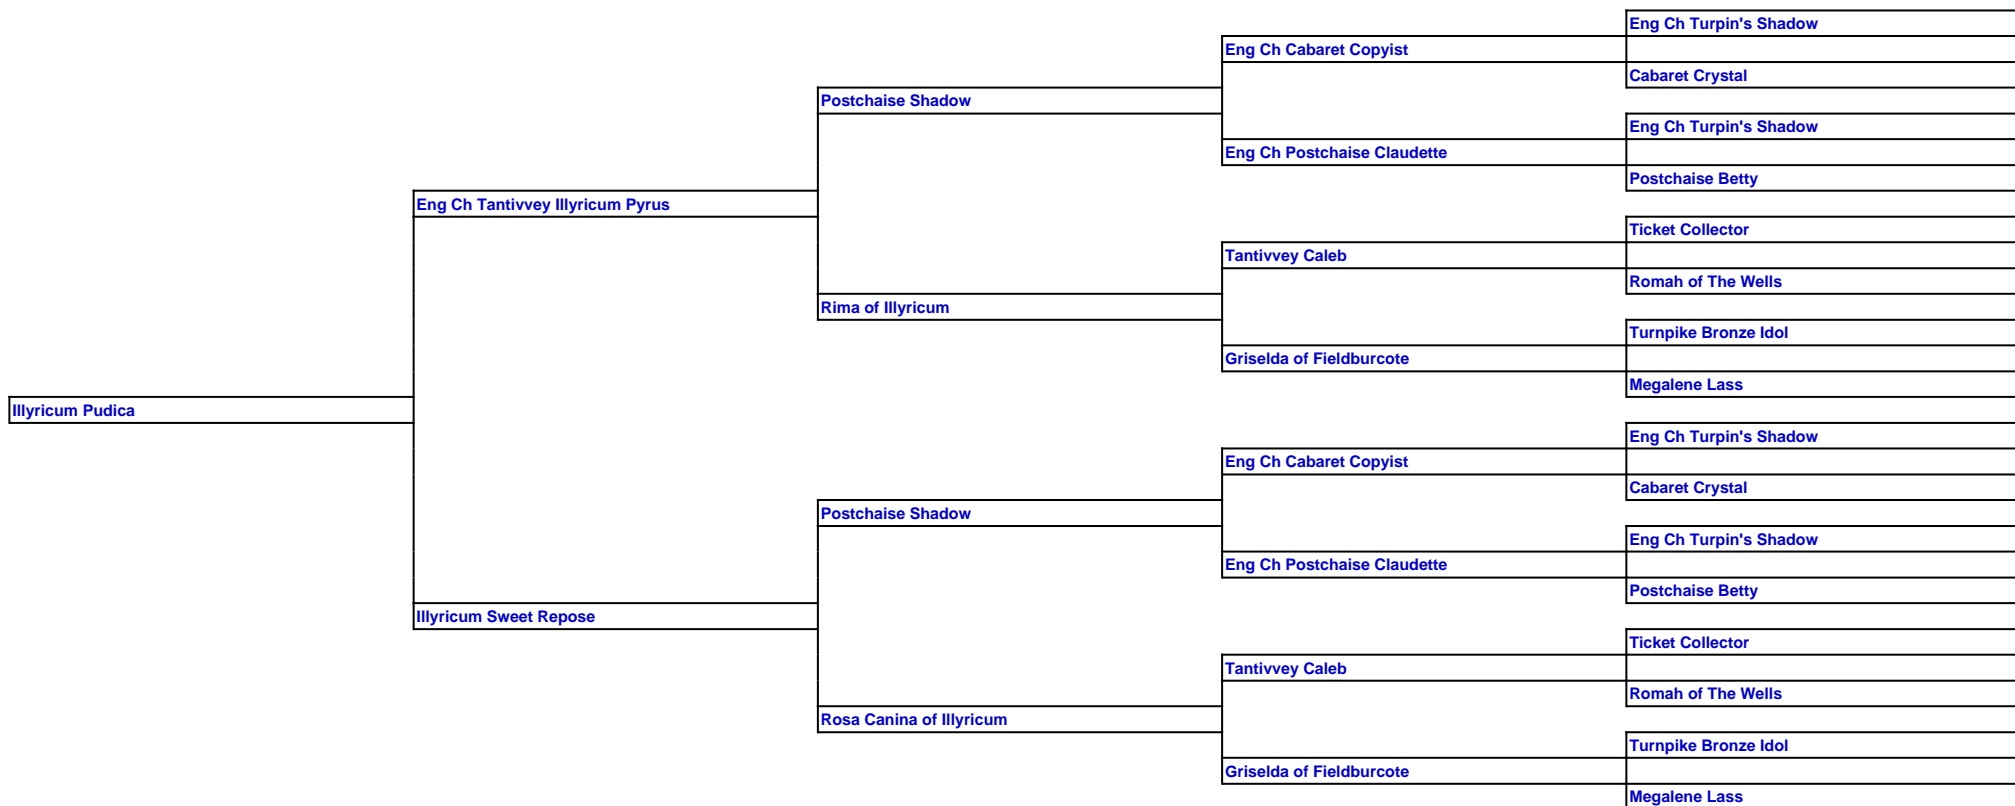 Eng Ch Turpin's Shadow
Eng Ch Cabaret Copyist
Cabaret Crystal
Postchaise Shadow
Eng Ch Turpin's Shadow
Eng Ch Postchaise Claudette
Postchaise Betty
Eng Ch Tantivvey Illyricum Pyrus
Ticket Collector
Tantivvey Caleb
Romah of The Wells
Rima of Illyricum
Turnpike Bronze Idol
Griselda of Fieldburcote
Megalene Lass
Illyricum Pudica
Eng Ch Turpin's Shadow
Eng Ch Cabaret Copyist
Cabaret Crystal
Postchaise Shadow
Eng Ch Turpin's Shadow
Eng Ch Postchaise Claudette
Postchaise Betty
Illyricum Sweet Repose
Ticket Collector
Tantivvey Caleb
Romah of The Wells
Rosa Canina of Illyricum
Turnpike Bronze Idol
Griselda of Fieldburcote
Megalene Lass